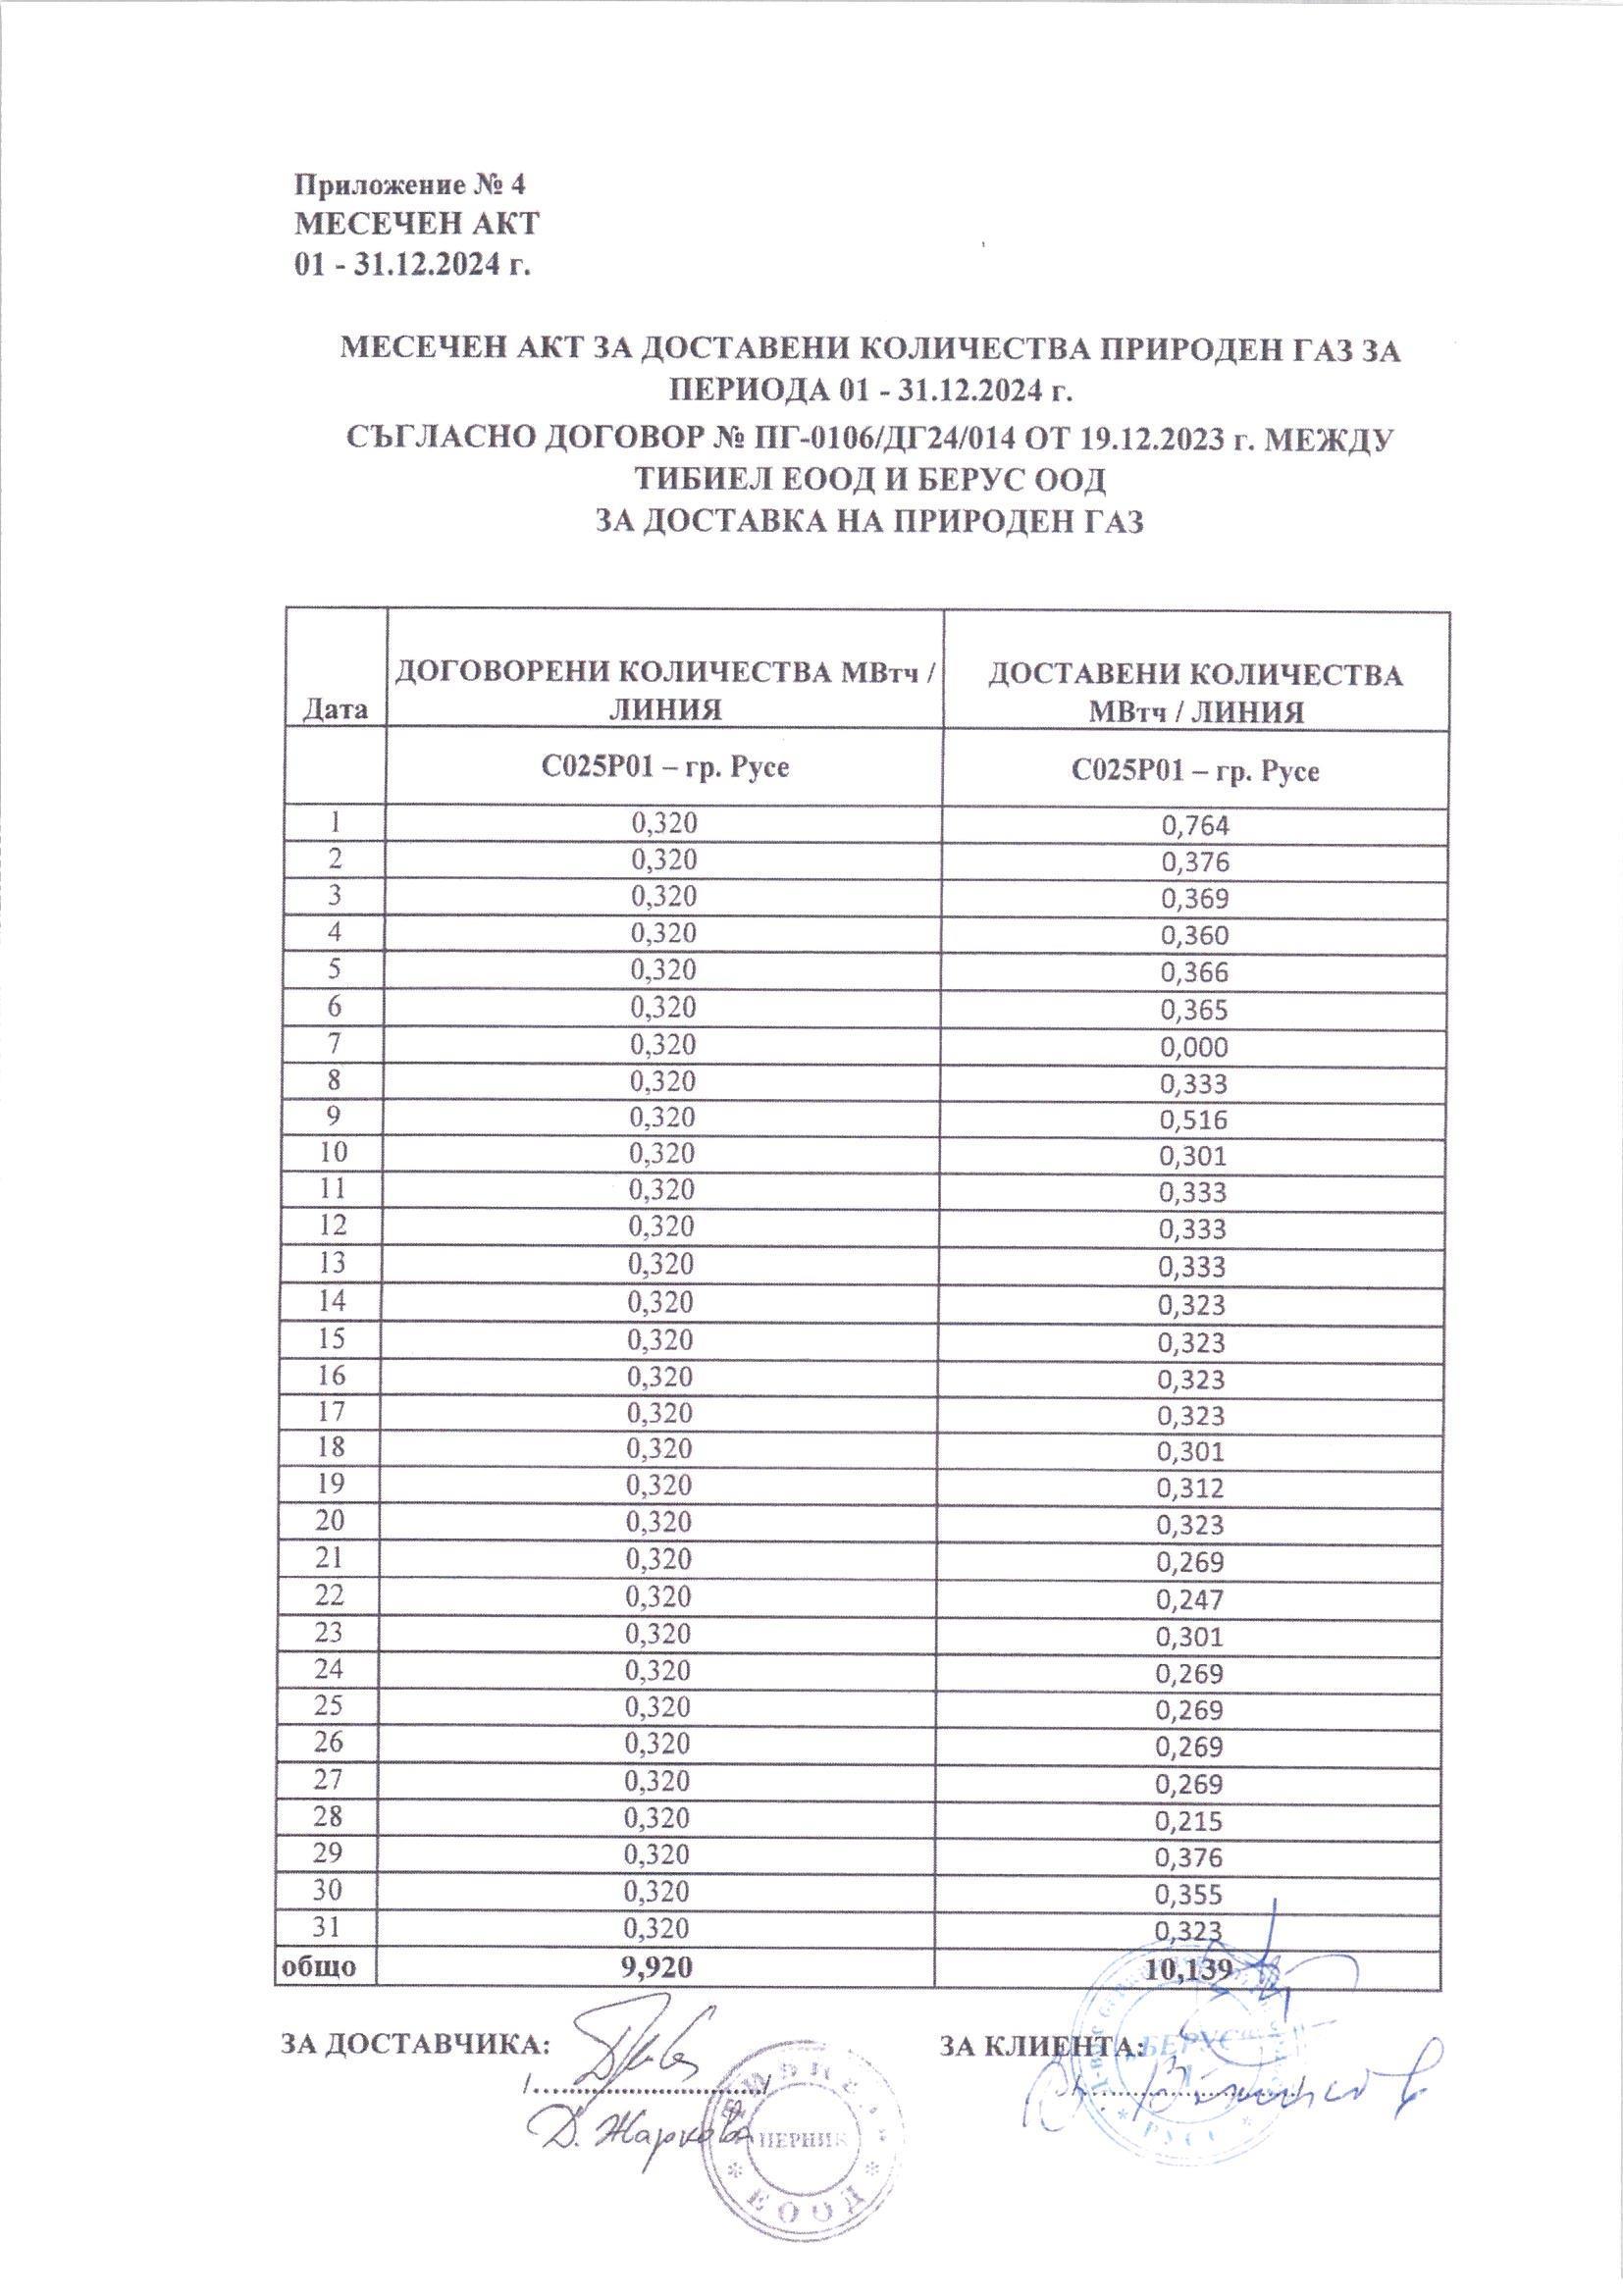 Приложение № 4
МЕСЕЧЕН АКТ
01 - 31.12.2024 г.
МЕСЕЧЕН АКТ ЗА ДОСТАВЕНИ КОЛИЧЕСТВА ПРИРОДЕН ГАЗ ЗА
ПЕРИОДА 01 - 31.12.2024 г.
СЪГЛАСНО ДОГОВОР № ПГ-0106/ДГ24/014 ОТ 19.12.2023 г. МЕЖДУ
ТИБИЕЛ ЕООД И БЕРУС ООД
ЗА ДОСТАВКА НА ПРИРОДЕН ГАЗ
Дата ДОГОВОРЕНИ КОЛИЧЕСТВА МВтч / ЛИНИЯ ДОСТАВЕНИ КОЛИЧЕСТВА МВтч / ЛИНИЯ
С025Р01 – гр. Русе С025Р01 – гр. Русе
1 0,320 0,764
2 0,320 0,376
3 0,320 0,369
4 0,320 0,360
5 0,320 0,366
6 0,320 0,365
7 0,320 0,000
8 0,320 0,333
9 0,320 0,516
10 0,320 0,301
11 0,320 0,333
12 0,320 0,333
13 0,320 0,333
14 0,320 0,323
15 0,320 0,323
16 0,320 0,323
17 0,320 0,323
18 0,320 0,301
19 0,320 0,312
20 0,320 0,323
21 0,320 0,269
22 0,320 0,247
23 0,320 0,301
24 0,320 0,269
25 0,320 0,269
26 0,320 0,269
27 0,320 0,269
28 0,320 0,215
29 0,320 0,376
30 0,320 0,355
31 0,320 0,323
общо 9,920 10,139
ЗА ДОСТАВЧИКА: ЗА КЛИЕНТА:
/............................../
Д. Жаркова
ПЕРНИК
ЕООД
БЕРУС
РУСЕ